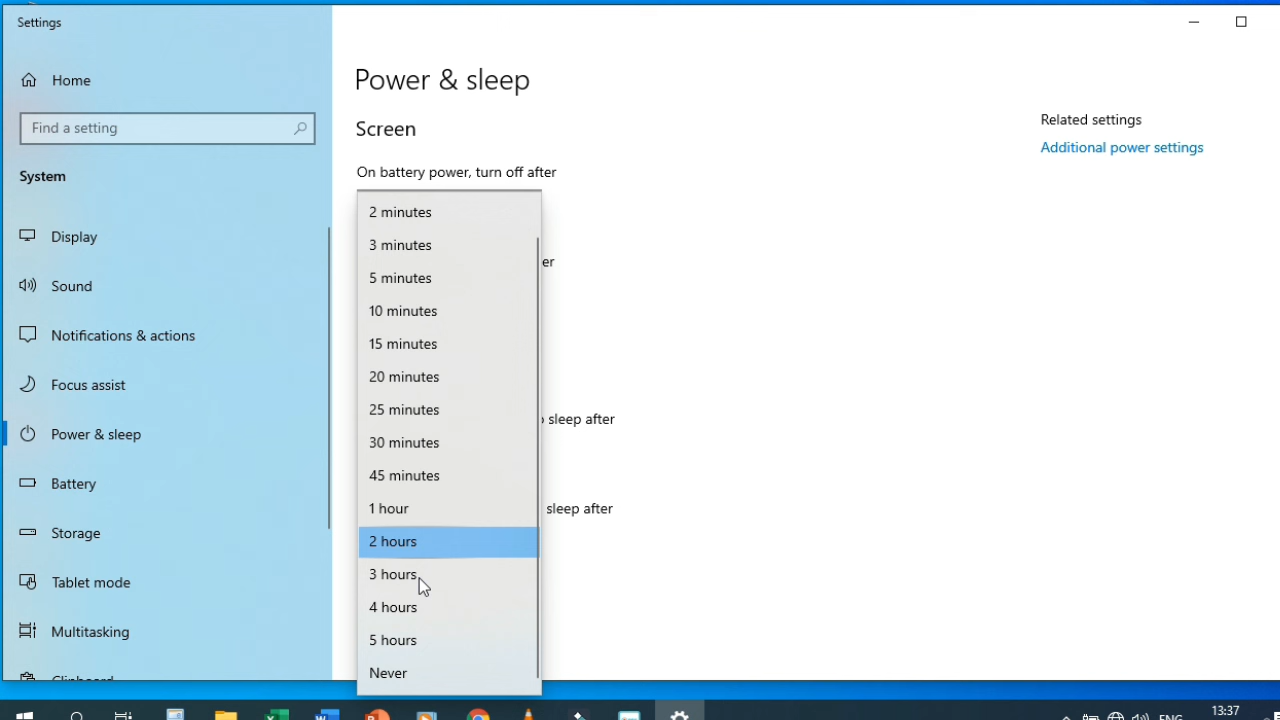 Settings
Home
Find a setting
System
Display
Sound
Notifications & actions
Focus assist
Power & sleep
Battery
Storage
Tablet mode
Multitasking
Clipboard
Power & sleep
Screen
On battery power, turn off after
2 minutes
3 minutes
er
5 minutes
10 minutes
15 minutes
20 minutes
25 minutes
sleep after
30 minutes
45 minutes
1 hour
sleep after
2 hours
3 hours
4 hours
5 hours
Never
Related settings
Additional power settings
ENG
13:37